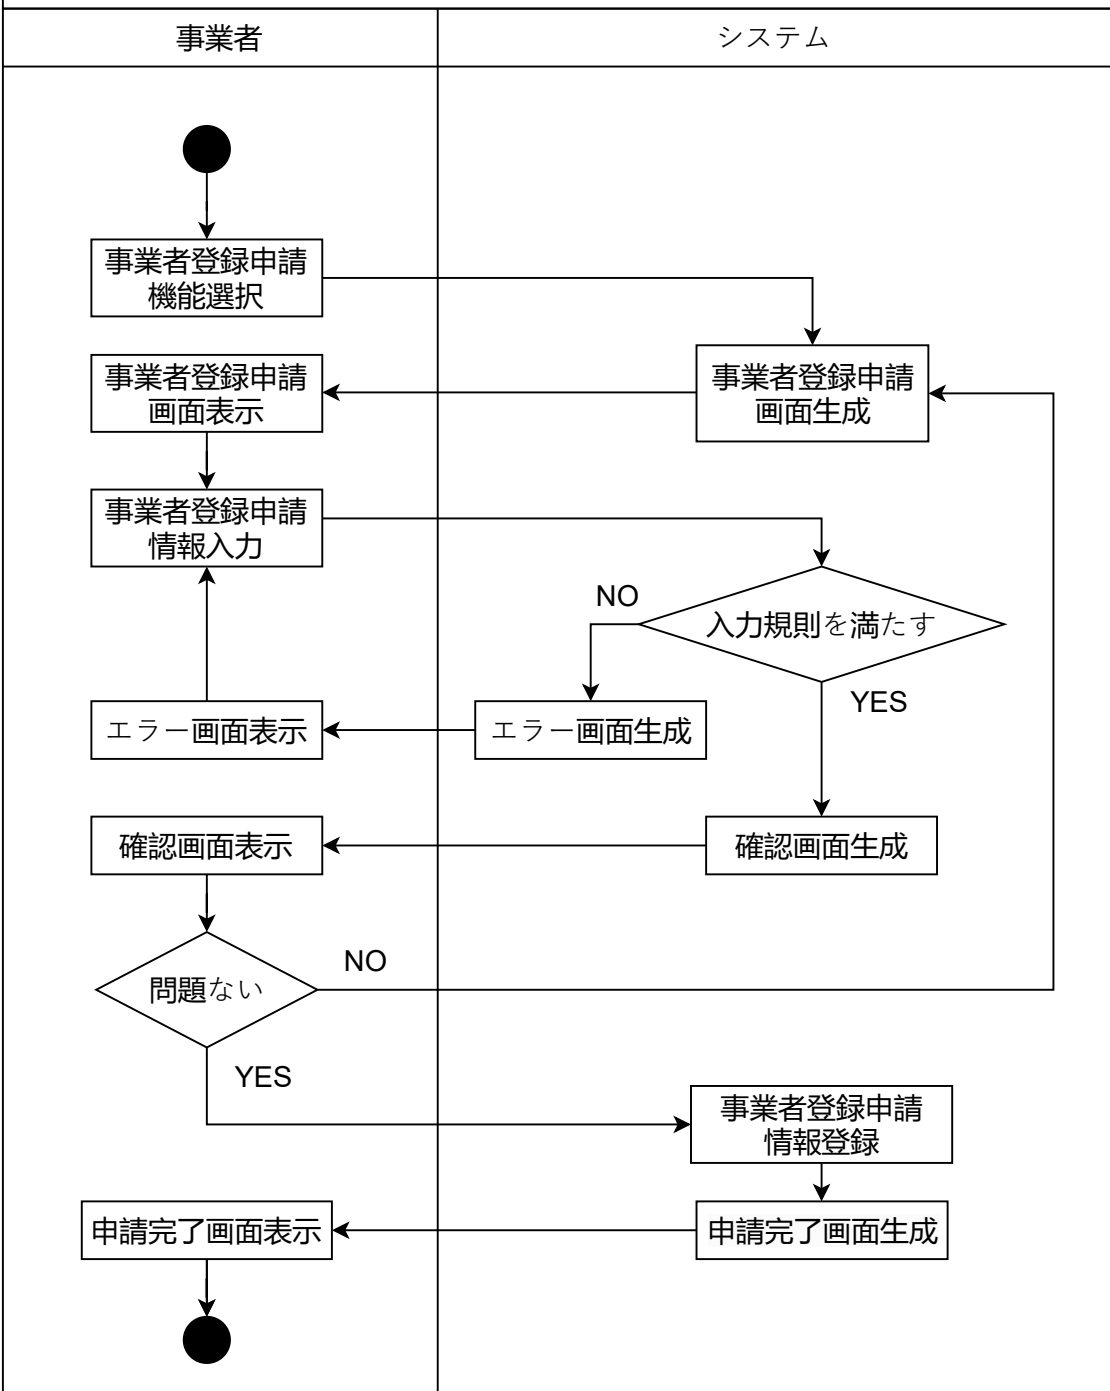 事業者
システム
事業者登録申請
機能選択
事業者登録申請
画面表示
事業者登録申請
画面生成
事業者登録申請
情報入力
NO
入力規則を満たす
YES
エラー画面表示
エラー画面生成
確認画面表示
確認画面生成
問題ない
NO
YES
事業者登録申請
情報登録
申請完了画面表示
申請完了画面生成